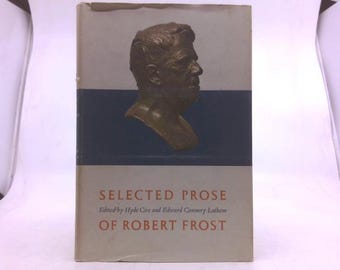 SELECTED PROSE
Edited by Hyde Cox and Edward Connery Lathem
OF ROBERT FROST